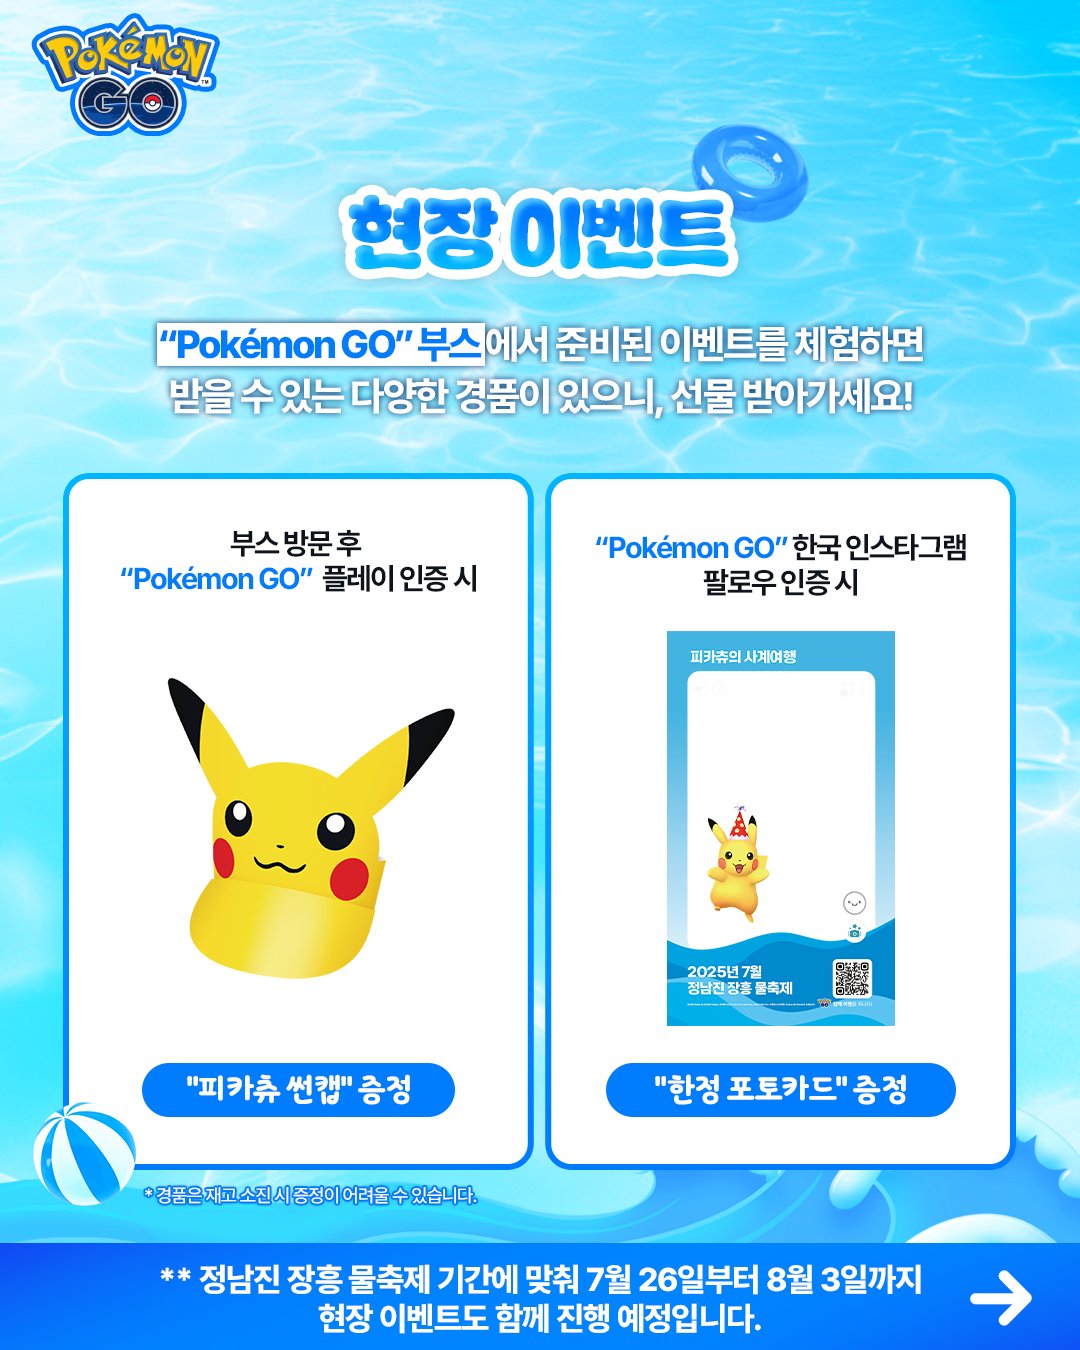 POKÉMON
GO
TM
현장 이벤트
“Pokémon GO” 부스에서 준비된 이벤트를 체험하면
받을 수 있는 다양한 경품이 있으니, 선물 받아가세요!
부스 방문 후
“Pokémon GO” 플레이 인증 시
"피카츄 썬캡" 증정
“Pokémon GO” 한국 인스타그램
팔로우 인증 시
피카츄의 사계여행
2025년 7월
정남진 장흥 물축제
"한정 포토카드" 증정
* 경품은 재고 소진 시 증정이 어려울 수 있습니다.
** 정남진 장흥 물축제 기간에 맞춰 7월 26일부터 8월 3일까지
현장 이벤트도 함께 진행 예정입니다.